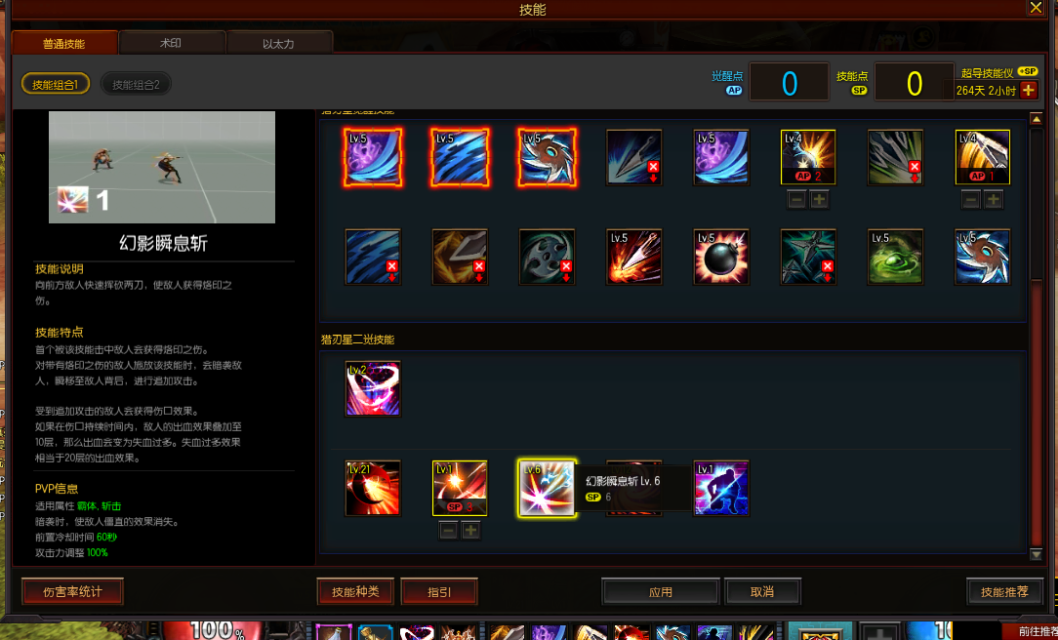 技能
普通技能 术印 以太力
技能组合1 技能组合2
觉醒点 AP 0
技能点 SP 0
超导技能仪 +SP
264天 2小时
1
幻影瞬息斩
技能说明
向前方敌人快速挥砍两刀，使敌人获得烙印之
伤。
技能特点
首个被该技能击中敌人会获得烙印之伤。
对带有烙印之伤的敌人施放该技能时，会暗袭敌
人，瞬移至敌人背后，进行追加攻击。
受到追加攻击的敌人会获得伤口效果。
如果在伤口持续时间内，敌人的出血效果叠加至
10层，那么出血会变为失血过多。失血过多效果
相当于20层的出血效果。
PVP信息
适用属性 霸体, 斩击
暗袭时，使敌人僵直的效果消失。
前置冷却时间 60秒
攻击力调整 100%
Lv.5 Lv.5 Lv.5 Lv.5 Lv.4 Lv.4
AP 2 AP 1
Lv.5 Lv.5 Lv.5 Lv.5
猎刃星二觉技能
Lv.2
Lv.21 Lv.1 Lv.6 Lv.1
SP 3
幻影瞬息斩 Lv. 6
SP 6
伤害率统计 技能种类 指引 应用 取消 技能推荐
100%
前往推荐